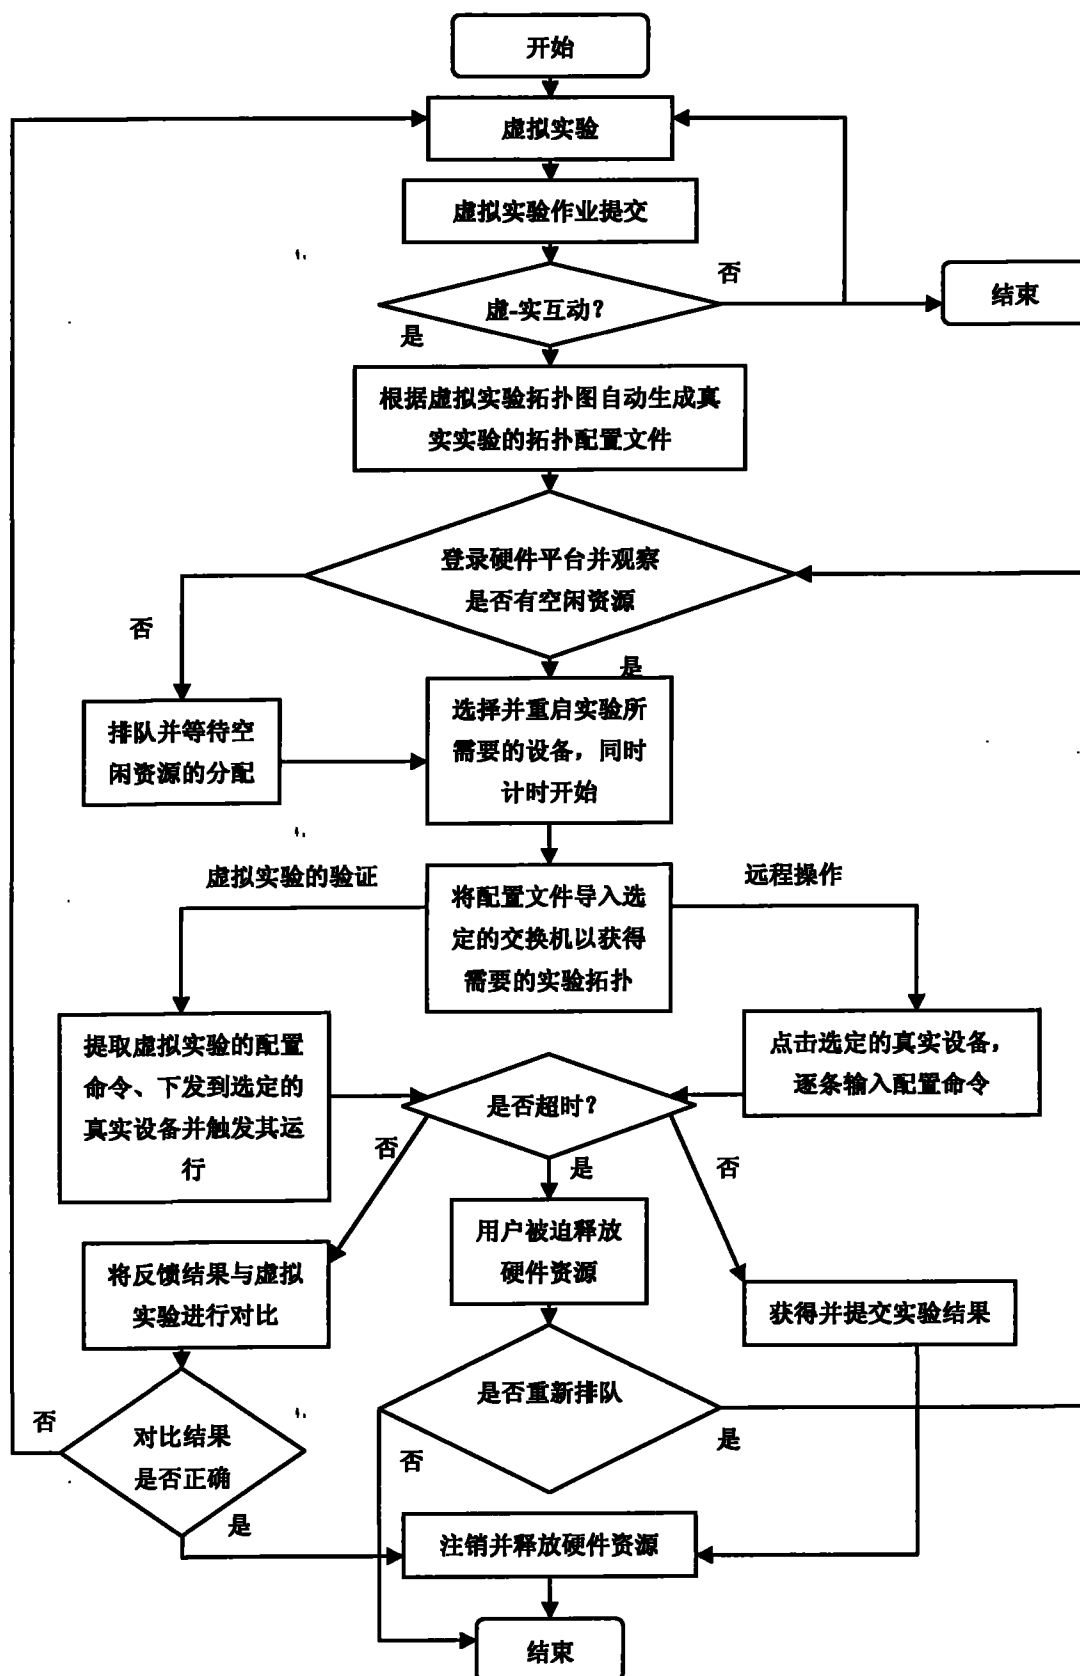 开始
虚拟实验
虚拟实验作业提交
否
结束
虚-实互动？
是
根据虚拟实验拓扑图自动生成真
实实验的拓扑配置文件
登录硬件平台并观察
是否有空闲资源
否
是
选择并重启实验所
需要的设备，同时
计时开始
排队并等待空
闲资源的分配
虚拟实验的验证
远程操作
将配置文件导入选
定的交换机以获得
需要的实验拓扑
提取虚拟实验的配置
命令、下发到选定的
真实设备并触发其运
行
是否超时？
点击选定的真实设备，
逐条输入配置命令
否
是
否
用户被迫释放
硬件资源
将反馈结果与虚拟
实验进行对比
获得并提交实验结果
是否重新排队
否
对比结果
是否正确
否
是
是
注销并释放硬件资源
结束